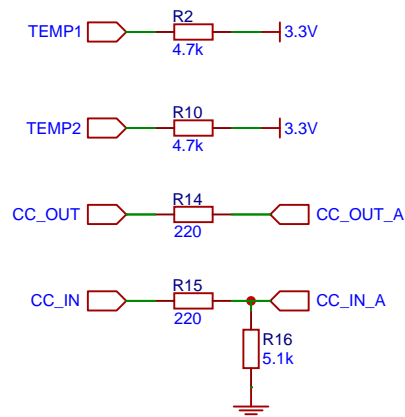 R2
TEMP1 3.3V
4.7k
R10
TEMP2 3.3V
4.7k
R14
CC_OUT CC_OUT_A
220
R15
CC_IN CC_IN_A
220
R16
5.1k